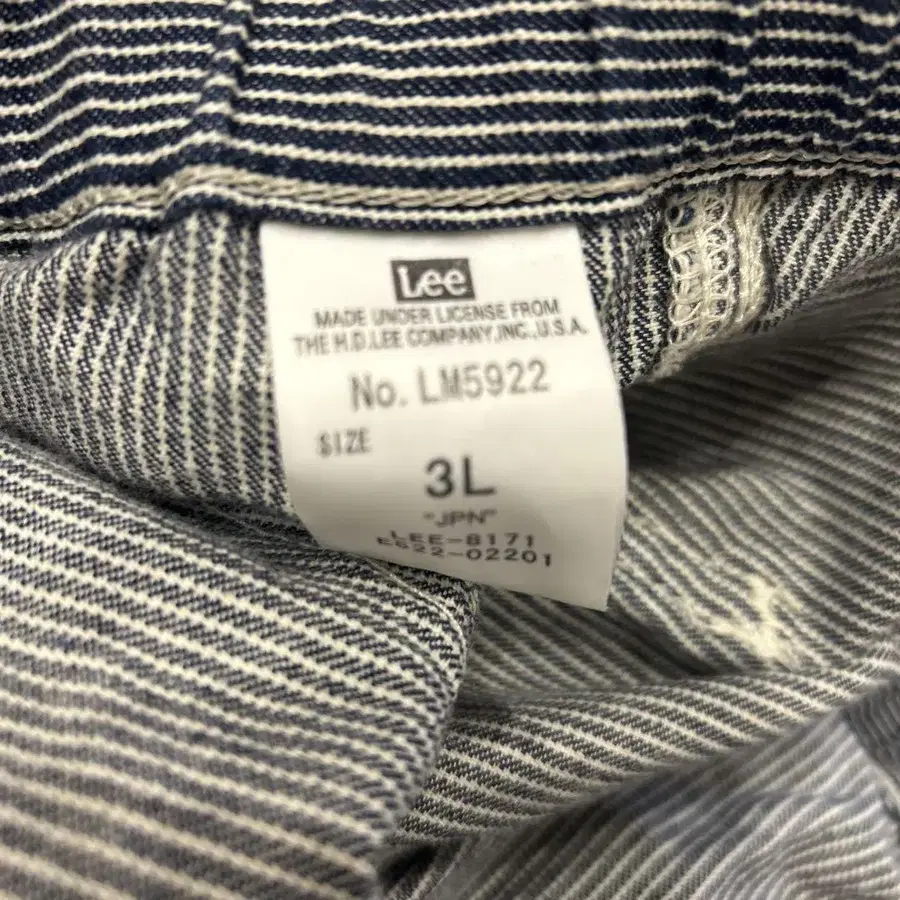 Lee
MADE UNDER LICENSE FROM
THE H.D.LEE COMPANY,INC.,U.S.A.
No. LM5922
SIZE
3L
"JPN"
LEE-8171
E622-02201